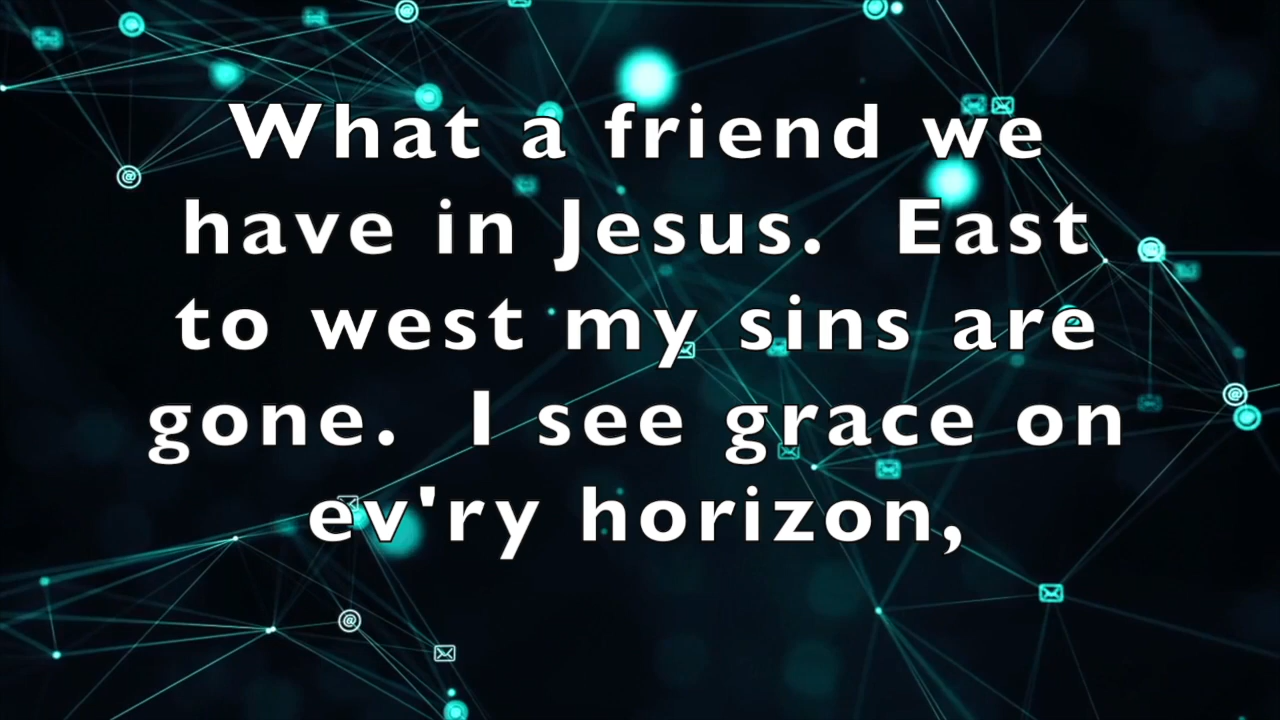 What a friend we
have in Jesus.  East
to west my sins are
gone.  I see grace on
ev'ry horizon,